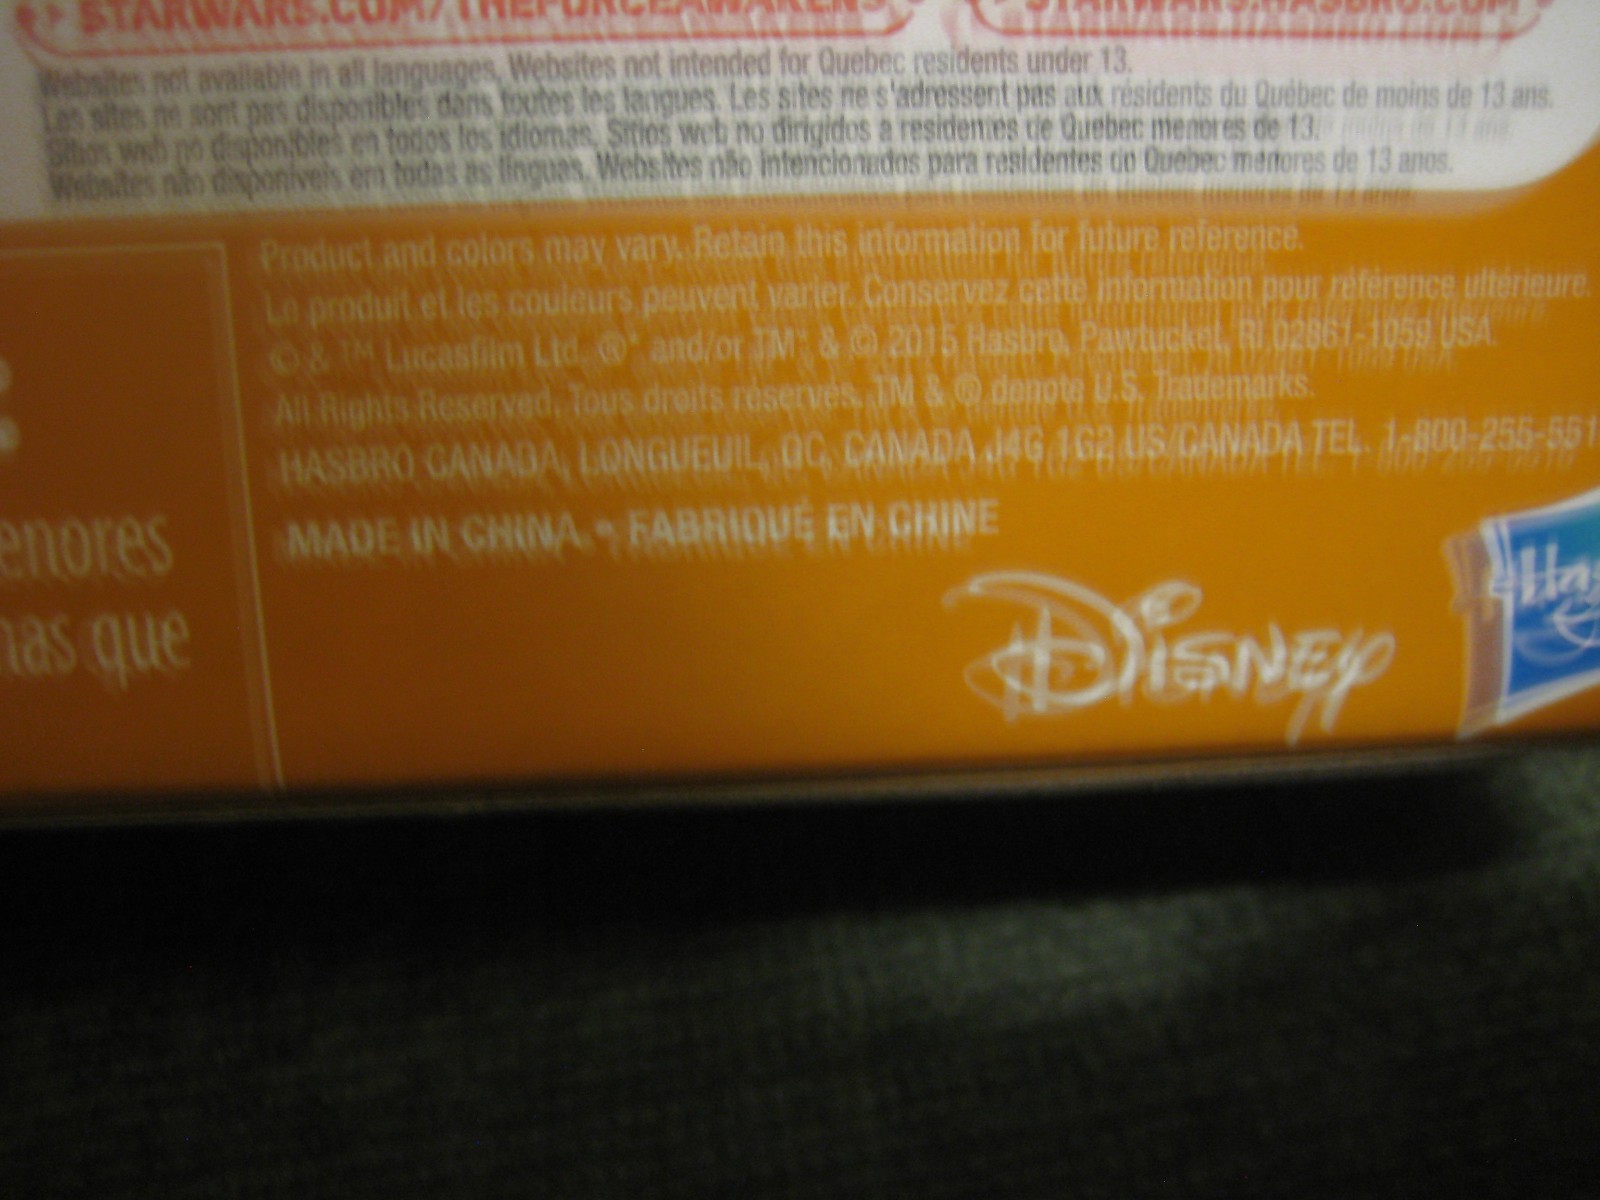 STARWARS.COM/THEFORCEAWAKENS STARWARS.HASBRO.COM
Websites not available in all languages. Websites not intended for Quebec residents under 13.
Les sites ne sont pas disponibles dans toutes les langues. Les sites ne s'adressent pas aux résidents du Québec de moins de 13 ans.
Sitios web no disponibles en todos los idiomas. Sitios web no dirigidos a residentes de Quebec menores de 13.
Websites não disponíveis em todas as línguas. Websites não intencionados para residentes do Quebec menores de 13 anos.
Product and colors may vary. Retain this information for future reference.
Le produit et les couleurs peuvent varier. Conservez cette information pour référence ultérieure.
© & ™ Lucasfilm Ltd. ®* and/or TM* & © 2015 Hasbro, Pawtucket, RI 02861-1059 USA.
All Rights Reserved. Tous droits réservés. TM & ® denote U.S. Trademarks.
HASBRO CANADA, LONGUEUIL, QC, CANADA J4G 1G2 US/CANADA TEL. 1-800-255-551
MADE IN CHINA • FABRIQUÉ EN CHINE
enores
nas que
Disney
Has